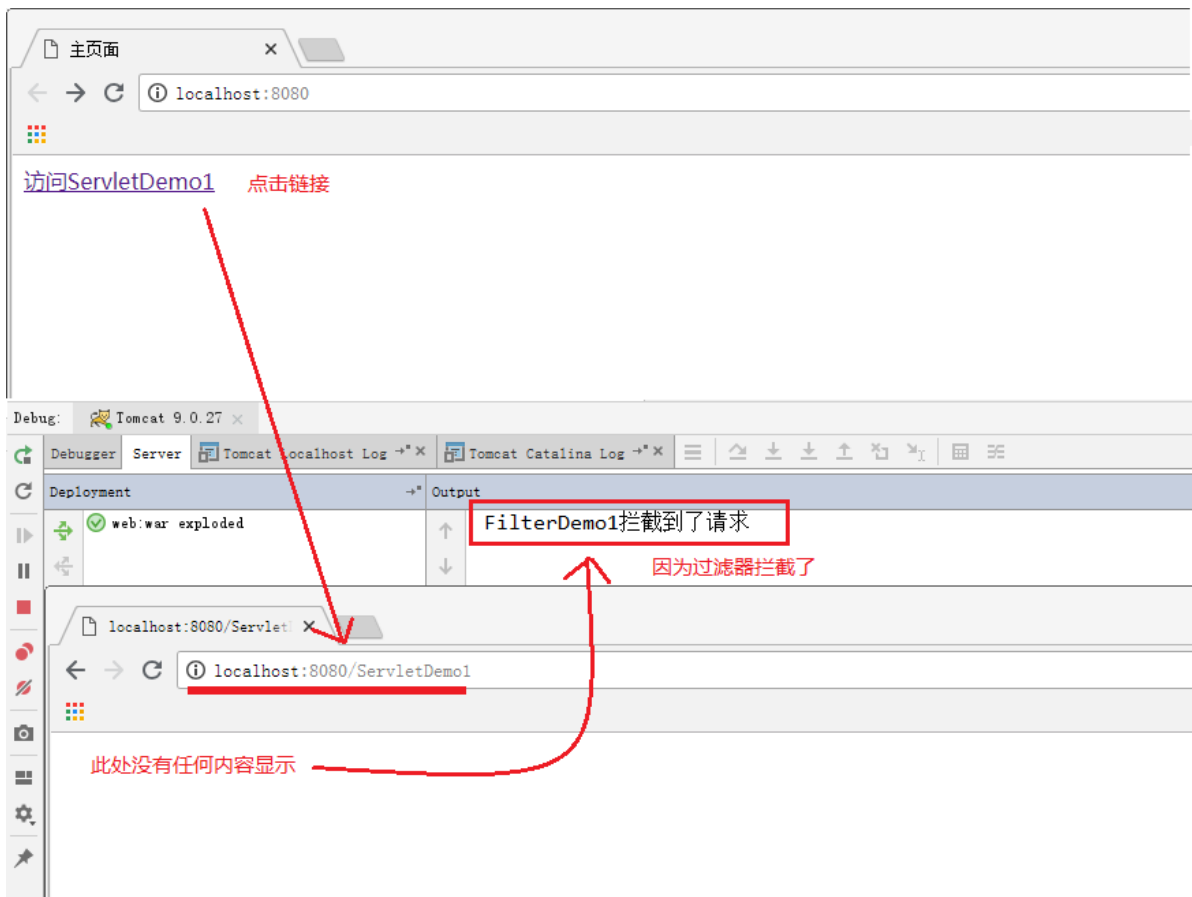 主页面
localhost:8080
访问ServletDemo1 点击链接
Debug: Tomcat 9.0.27
Debugger Server Tomcat Localhost Log Tomcat Catalina Log
Deployment Output
web:war exploded FilterDemo1拦截到了请求
因为过滤器拦截了
localhost:8080/Servlet
localhost:8080/ServletDemo1
此处没有任何内容显示